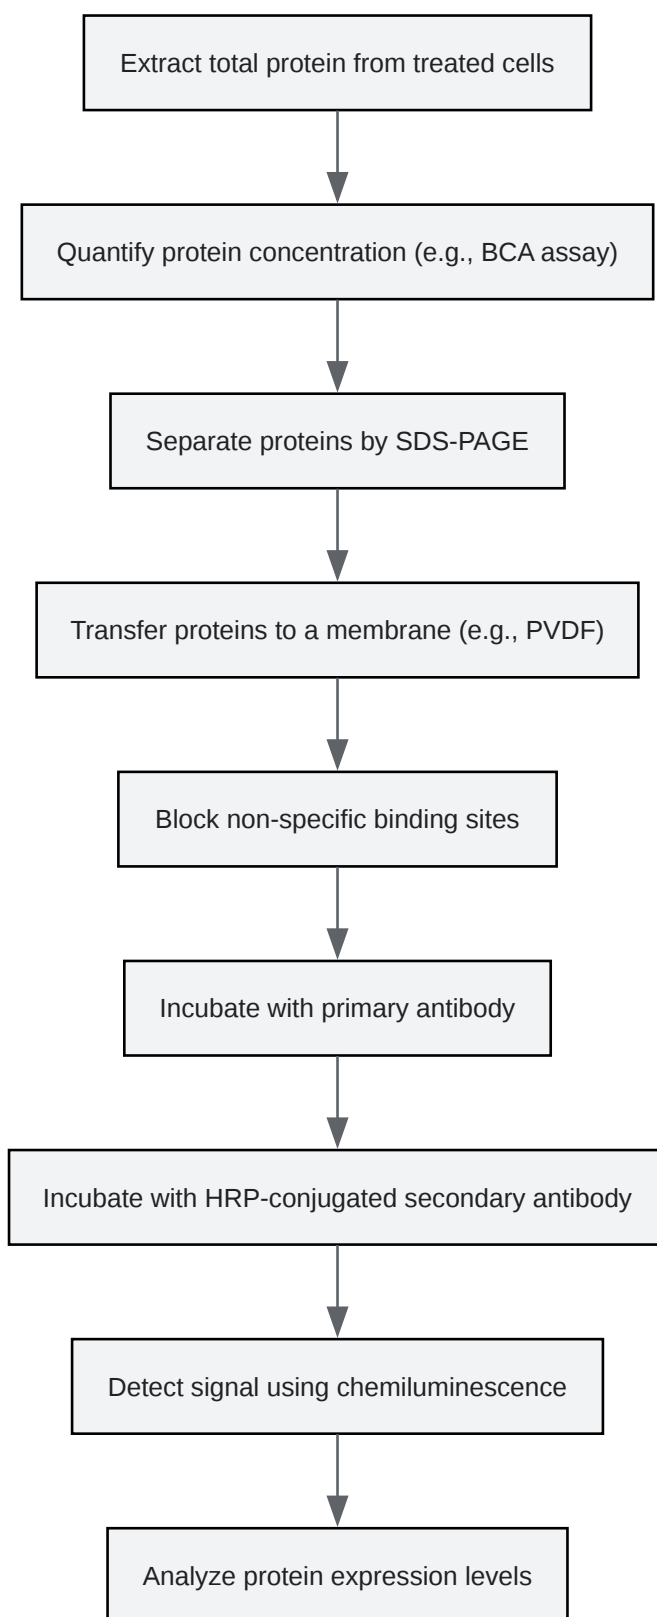 Extract total protein from treated cells
Quantify protein concentration (e.g., BCA assay)
Separate proteins by SDS-PAGE
Transfer proteins to a membrane (e.g., PVDF)
Block non-specific binding sites
Incubate with primary antibody
Incubate with HRP-conjugated secondary antibody
Detect signal using chemiluminescence
Analyze protein expression levels